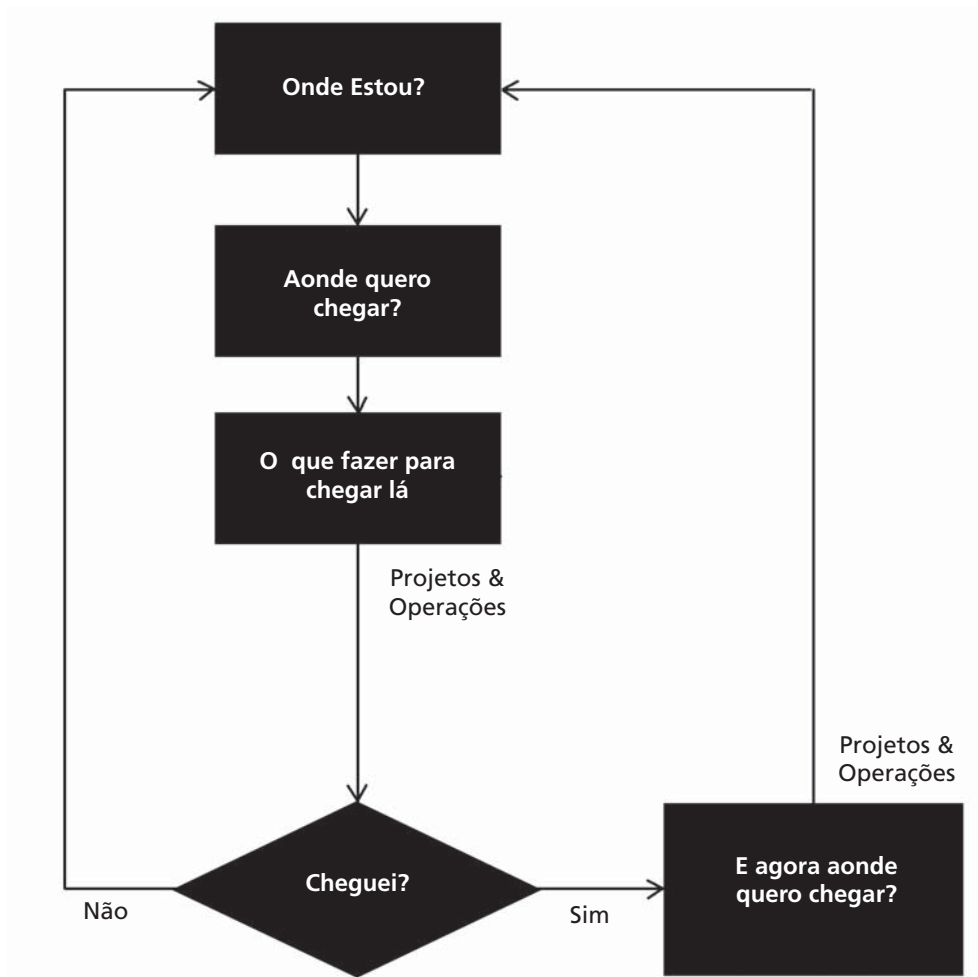 Onde Estou?
Aonde quero
chegar?
O que fazer para
chegar lá
Projetos &
Operações
Projetos &
Operações
Cheguei?
E agora aonde
quero chegar?
Não
Sim